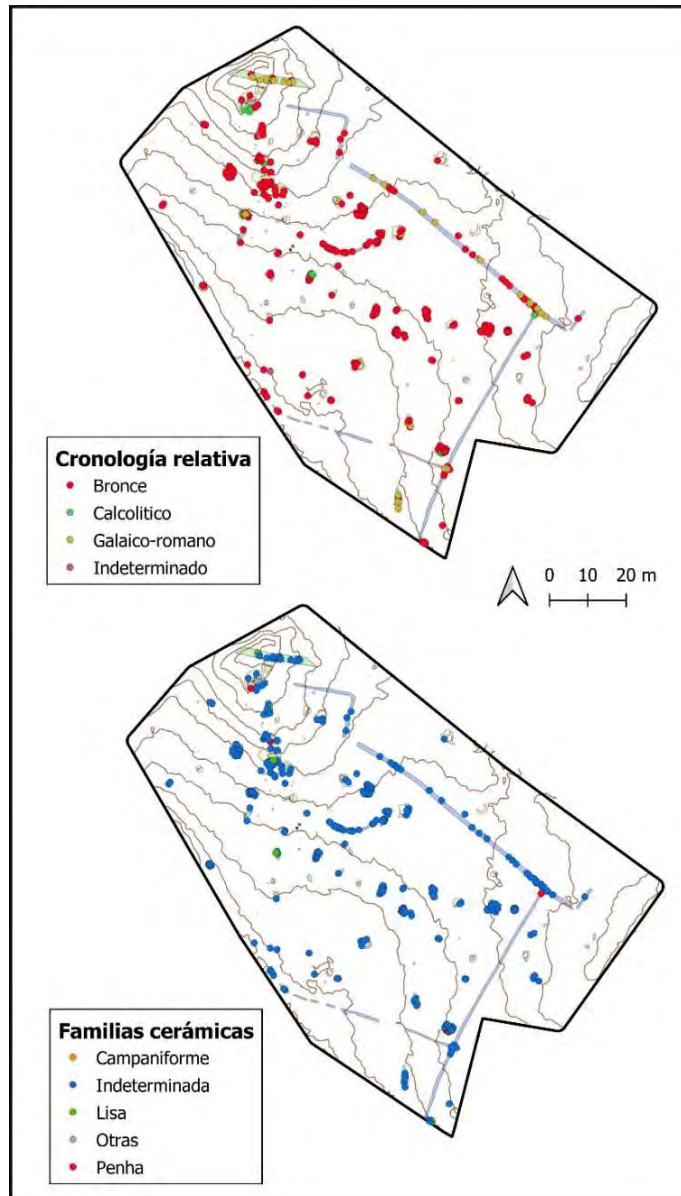 Cronología relativa
Bronce
Calcolitico
Galaico-romano
Indeterminado
0 10 20 m
Familias cerámicas
Campaniforme
Indeterminada
Lisa
Otras
Penha